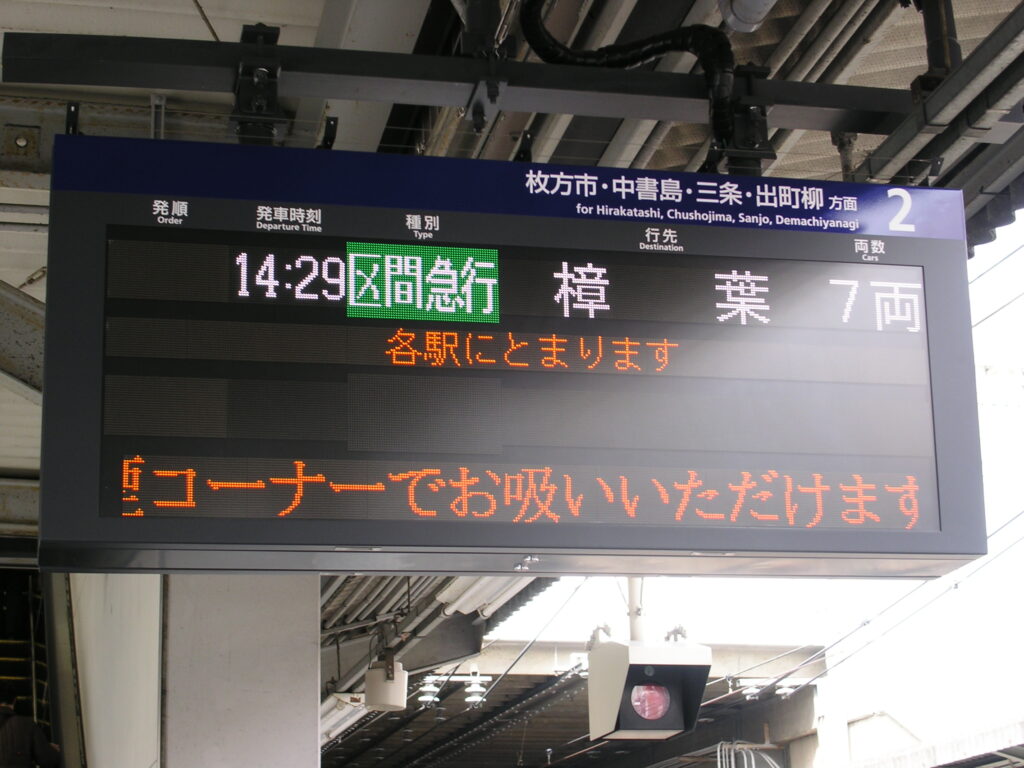 枚方市・中書島・三条・出町柳 方面 2
for Hirakatashi, Chushojima, Sanjo, Demachiyanagi
発順 発車時刻 種別 行先 両数
Order Departure Time Type Destination Cars
14:29 区間急行 樟葉 7両
各駅にとまります
コーナーでお吸いいただけます